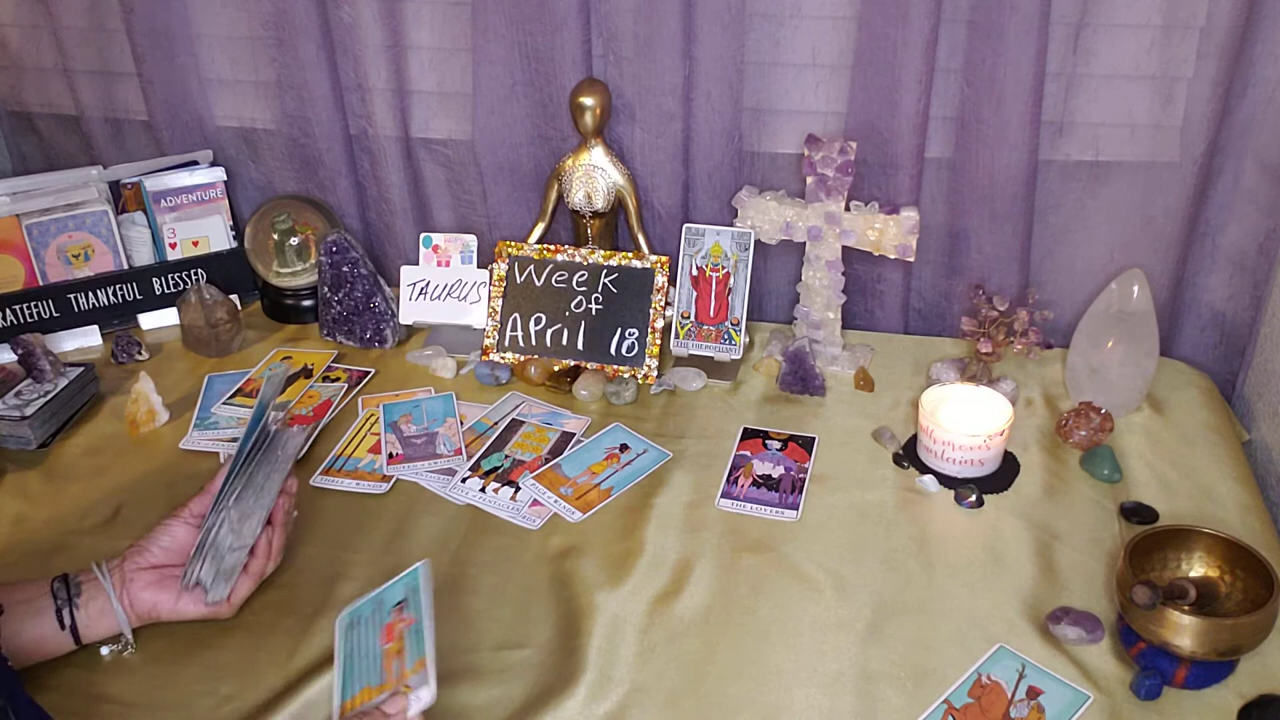 ADVENTURE
3
GRATEFUL THANKFUL BLESSED
TAURUS
Week
of
April 18
THE HIEROPHANT
THREE of WANDS
QUEEN of SWORDS
FIVE of PENTACLES
PAGE of WANDS
THE LOVERS